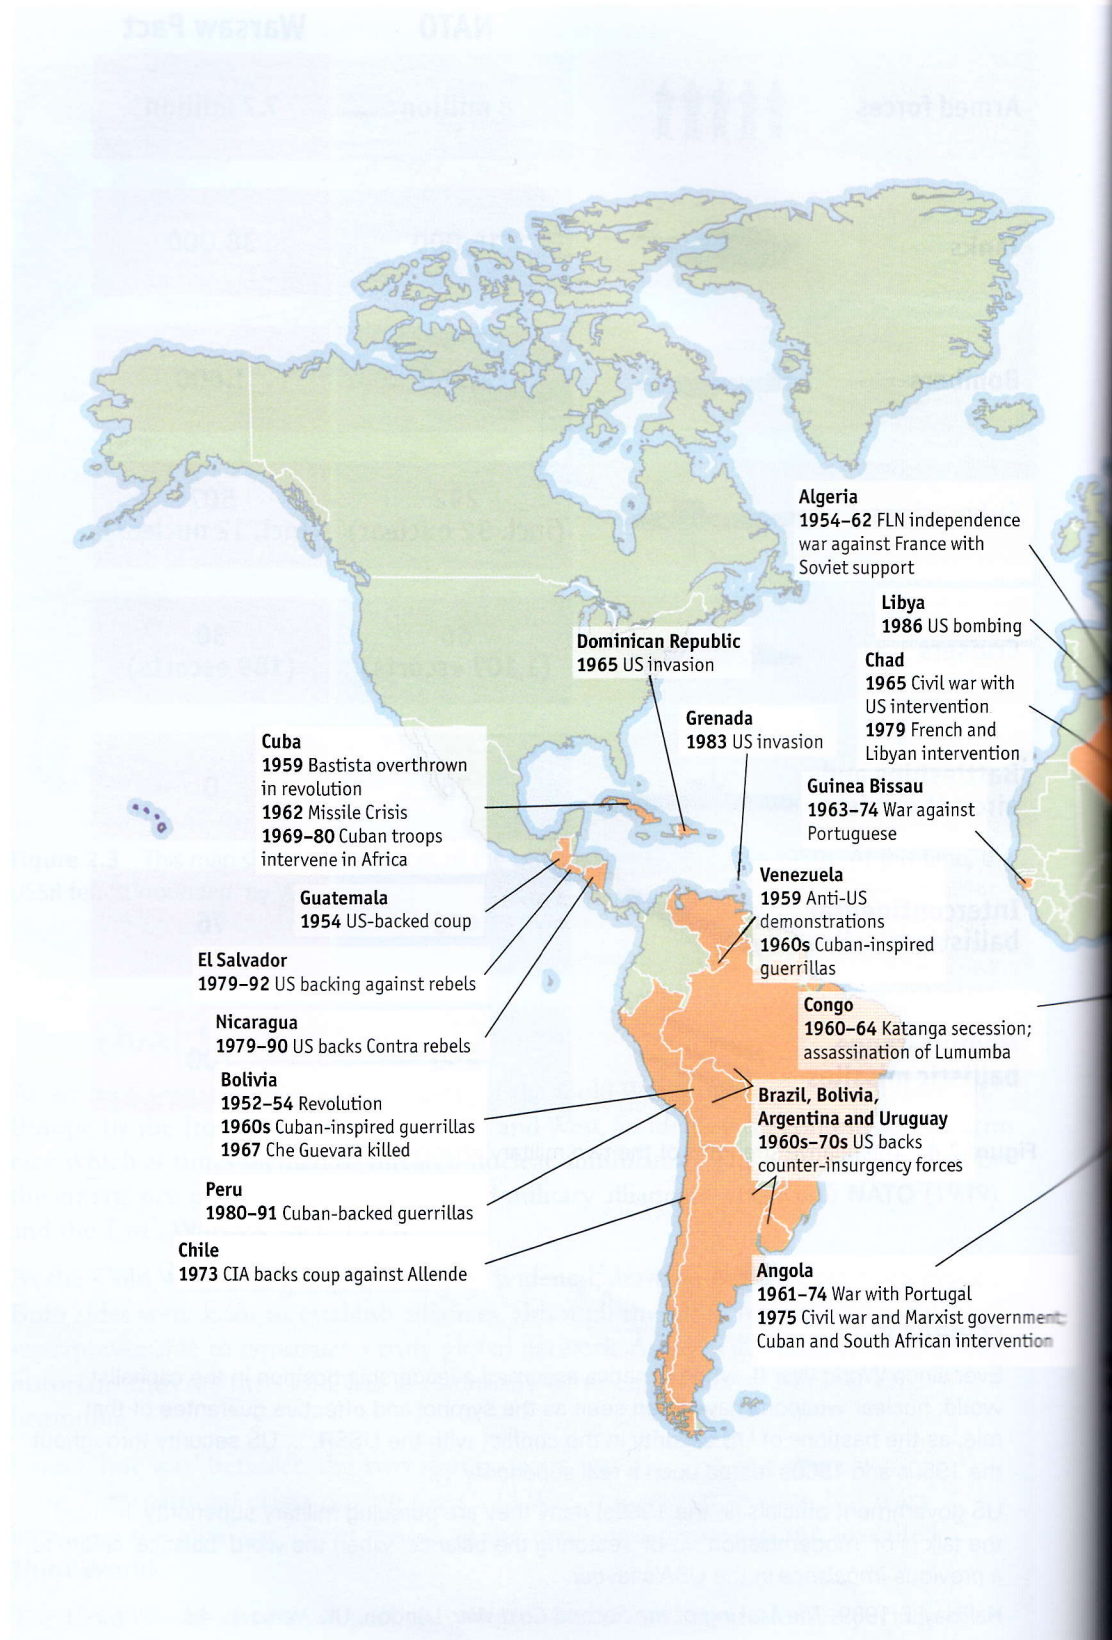 Algeria
1954–62 FLN independence
war against France with
Soviet support
Libya
1986 US bombing
Dominican Republic
1965 US invasion
Chad
1965 Civil war with
US intervention
1979 French and
Libyan intervention
Grenada
1983 US invasion
Cuba
1959 Bastista overthrown
in revolution
1962 Missile Crisis
1969–80 Cuban troops
intervene in Africa
Guinea Bissau
1963–74 War against
Portuguese
Venezuela
1959 Anti-US
demonstrations
1960s Cuban-inspired
guerrillas
Guatemala
1954 US-backed coup
El Salvador
1979–92 US backing against rebels
Congo
1960–64 Katanga secession;
assassination of Lumumba
Nicaragua
1979–90 US backs Contra rebels
Bolivia
1952–54 Revolution
1960s Cuban-inspired guerrillas
1967 Che Guevara killed
Brazil, Bolivia,
Argentina and Uruguay
1960s–70s US backs
counter-insurgency forces
Peru
1980–91 Cuban-backed guerrillas
Chile
1973 CIA backs coup against Allende
Angola
1961–74 War with Portugal
1975 Civil war and Marxist government;
Cuban and South African intervention